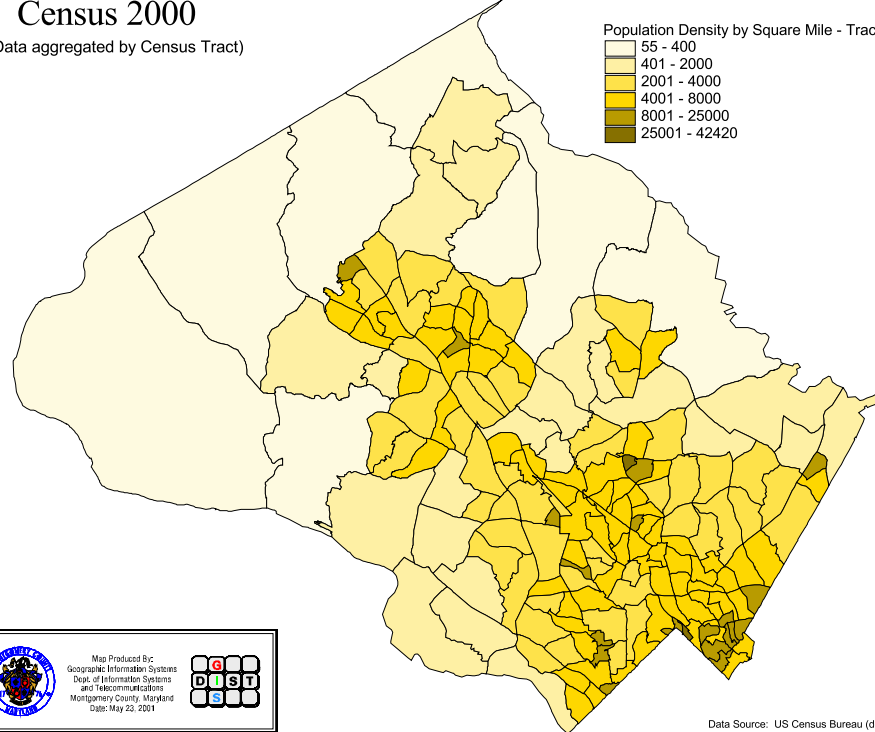 Census 2000
Data aggregated by Census Tract)
Population Density by Square Mile - Trac
55 - 400
401 - 2000
2001 - 4000
4001 - 8000
8001 - 25000
25001 - 42420
Map Produced By:
Geographic Information Systems
Dept. of Information Systems
and Telecommunications
Montgomery County, Maryland
Date: May 23, 2001
G
D I S T
S
MARYLAND
Data Source: US Census Bureau (d